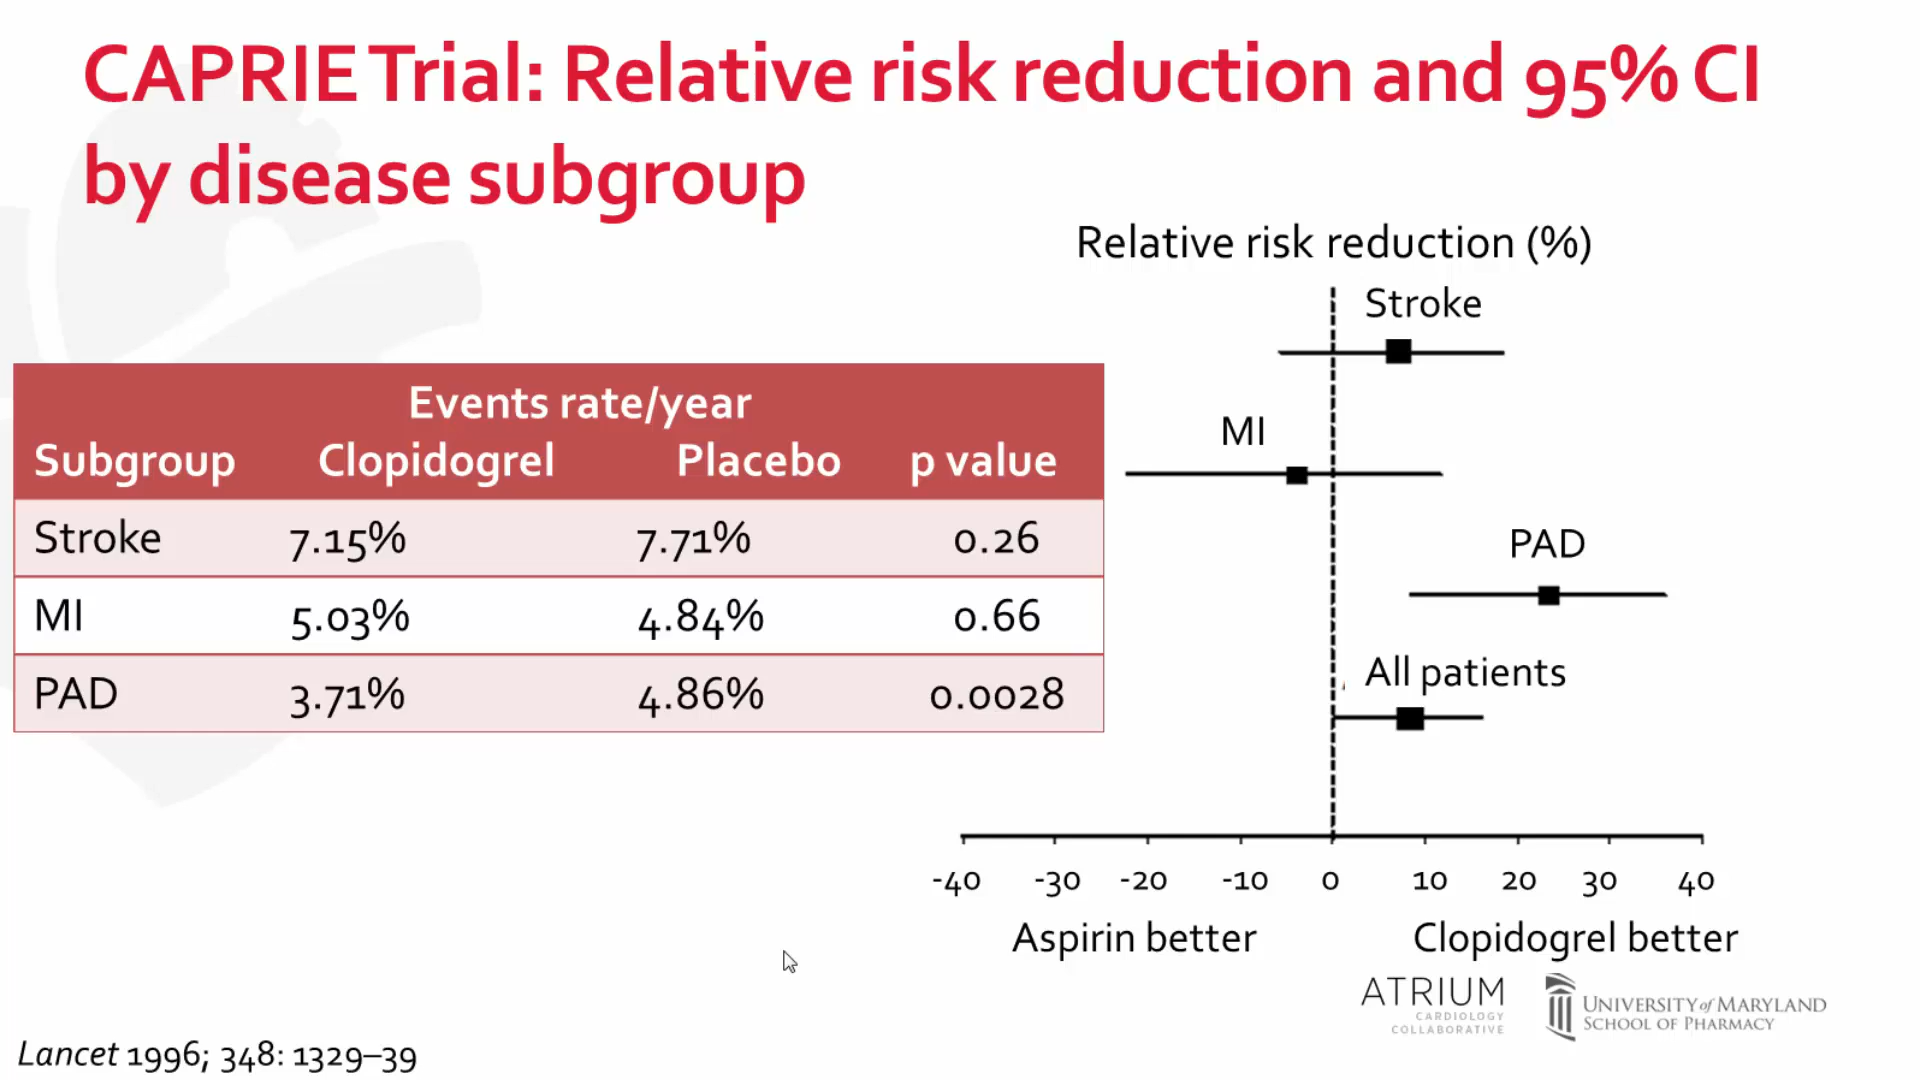 CAPRIE Trial: Relative risk reduction and 95% CI
by disease subgroup
Events rate/year
Subgroup Clopidogrel Placebo p value
Stroke 7.15% 7.71% 0.26
MI 5.03% 4.84% 0.66
PAD 3.71% 4.86% 0.0028
Relative risk reduction (%)
Stroke
MI
PAD
All patients
-40 -30 -20 -10 0 10 20 30 40
Aspirin better Clopidogrel better
ATRIUM
CARDIOLOGY
COLLABORATIVE
UNIVERSITY of MARYLAND
SCHOOL OF PHARMACY
Lancet 1996; 348: 1329–39